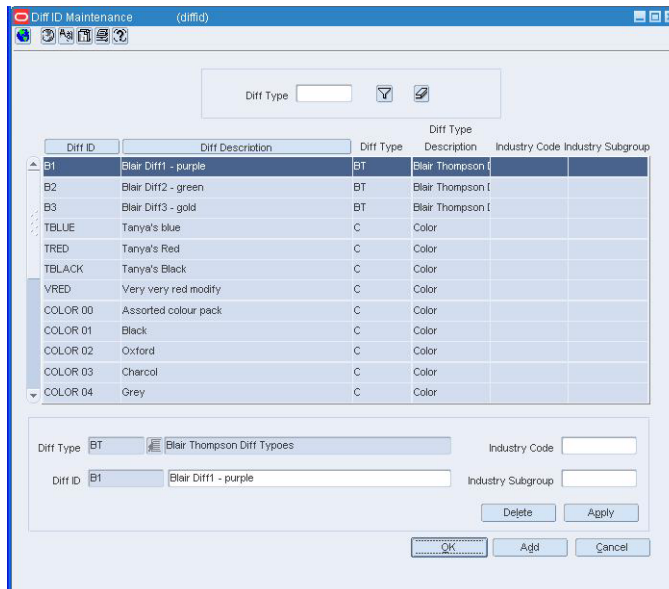 Diff ID Maintenance (diffid)
Diff Type
Diff Type
Diff ID Diff Description Diff Type Description Industry Code Industry Subgroup
B1 Blair Diff1 - purple BT Blair Thompson D
B2 Blair Diff2 - green BT Blair Thompson D
B3 Blair Diff3 - gold BT Blair Thompson D
TBLUE Tanya's blue C Color
TRED Tanya's Red C Color
TBLACK Tanya's Black C Color
VRED Very very red modify C Color
COLOR 00 Assorted colour pack C Color
COLOR 01 Black C Color
COLOR 02 Oxford C Color
COLOR 03 Charcol C Color
COLOR 04 Grey C Color
Diff Type BT Blair Thompson Diff Typoes Industry Code
Diff ID B1 Blair Diff1 - purple Industry Subgroup
Delete Apply
OK Add Cancel